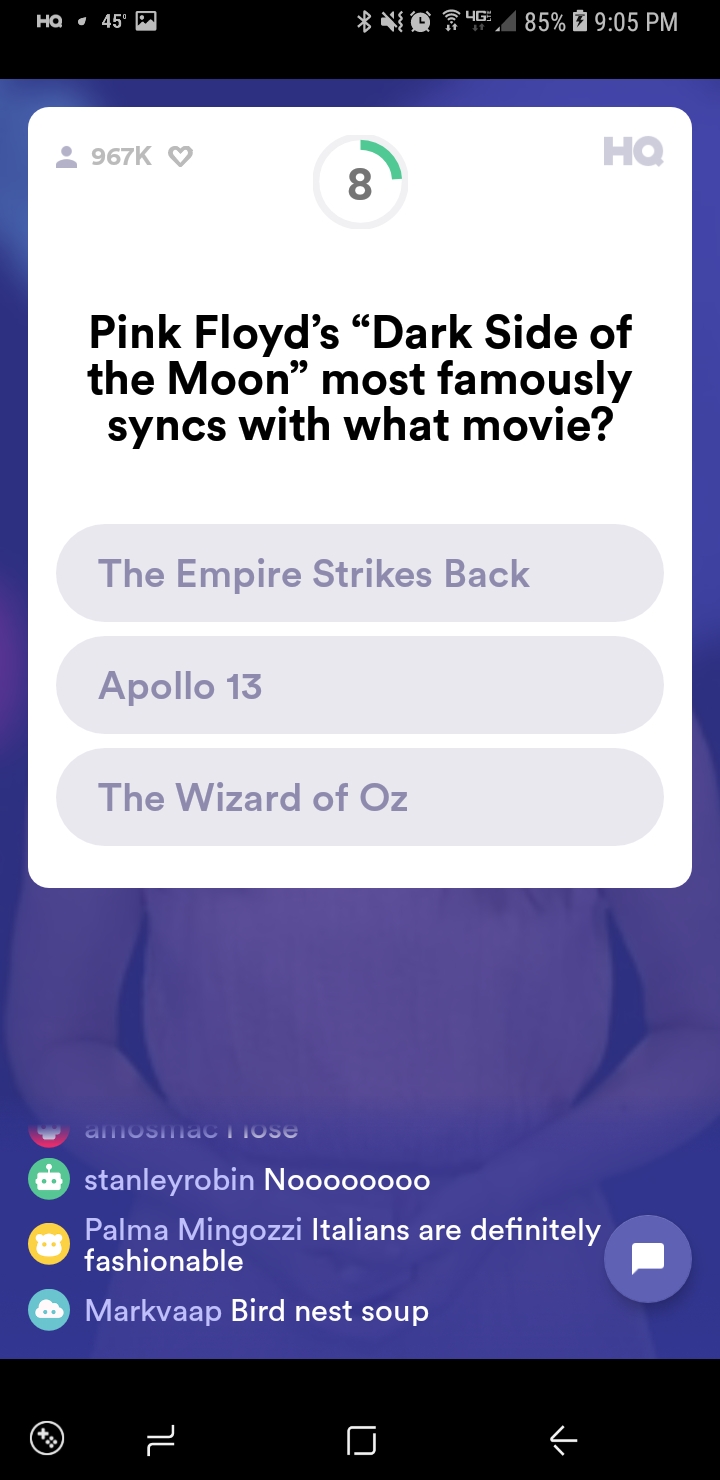 HQ 45° 4G 85% 9:05 PM
967K 8 HQ
Pink Floyd’s “Dark Side of
the Moon” most famously
syncs with what movie?
The Empire Strikes Back
Apollo 13
The Wizard of Oz
amosmac I lose
stanleyrobin Noooooooo
Palma Mingozzi Italians are definitely
fashionable
Markvaap Bird nest soup